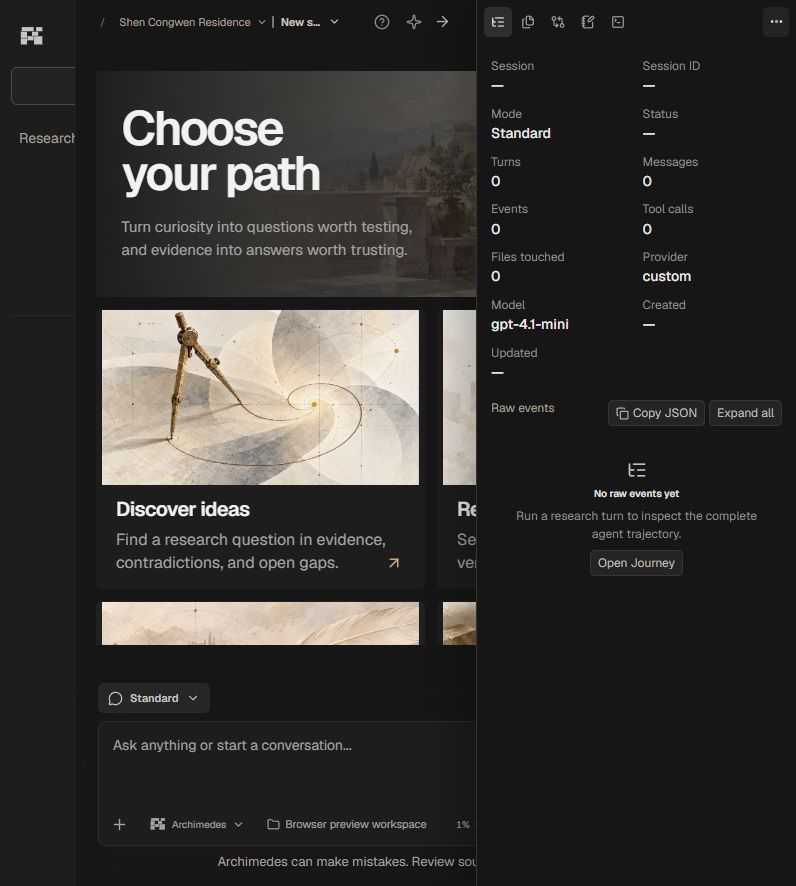 / Shen Congwen Residence | New s...
Research
Choose
your path
Turn curiosity into questions worth testing,
and evidence into answers worth trusting.
Discover ideas
Find a research question in evidence,
contradictions, and open gaps.
Re
Se
ver
Standard
Ask anything or start a conversation...
Archimedes
Browser preview workspace
1%
Archimedes can make mistakes. Review sou
Session
Session ID
—
—
Mode
Status
Standard
—
Turns
Messages
0
0
Events
Tool calls
0
0
Files touched
Provider
0
custom
Model
Created
gpt-4.1-mini
—
Updated
—
Raw events
Copy JSON
Expand all
No raw events yet
Run a research turn to inspect the complete
agent trajectory.
Open Journey